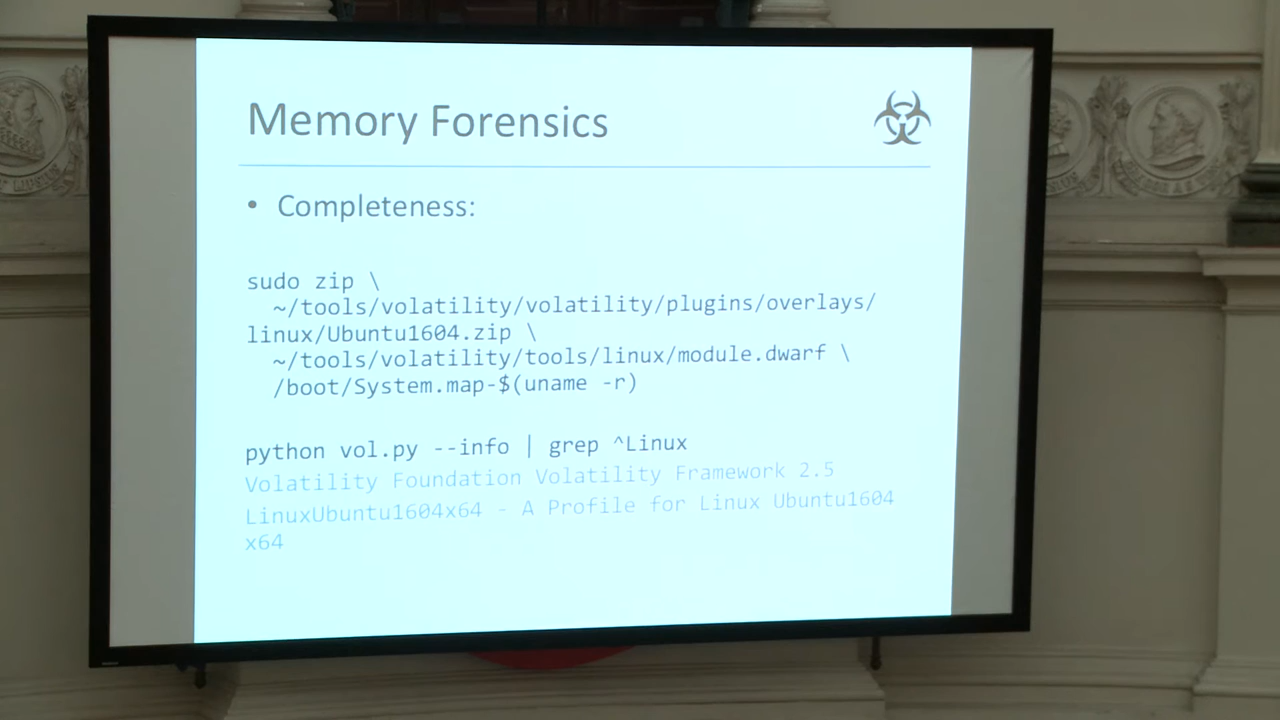 Memory Forensics
• Completeness:
sudo zip \
~/tools/volatility/volatility/plugins/overlays/
linux/Ubuntu1604.zip \
~/tools/volatility/tools/linux/module.dwarf \
/boot/System.map-$(uname -r)
python vol.py --info | grep ^Linux
Volatility Foundation Volatility Framework 2.5
LinuxUbuntu1604x64 - A Profile for Linux Ubuntu1604
x64